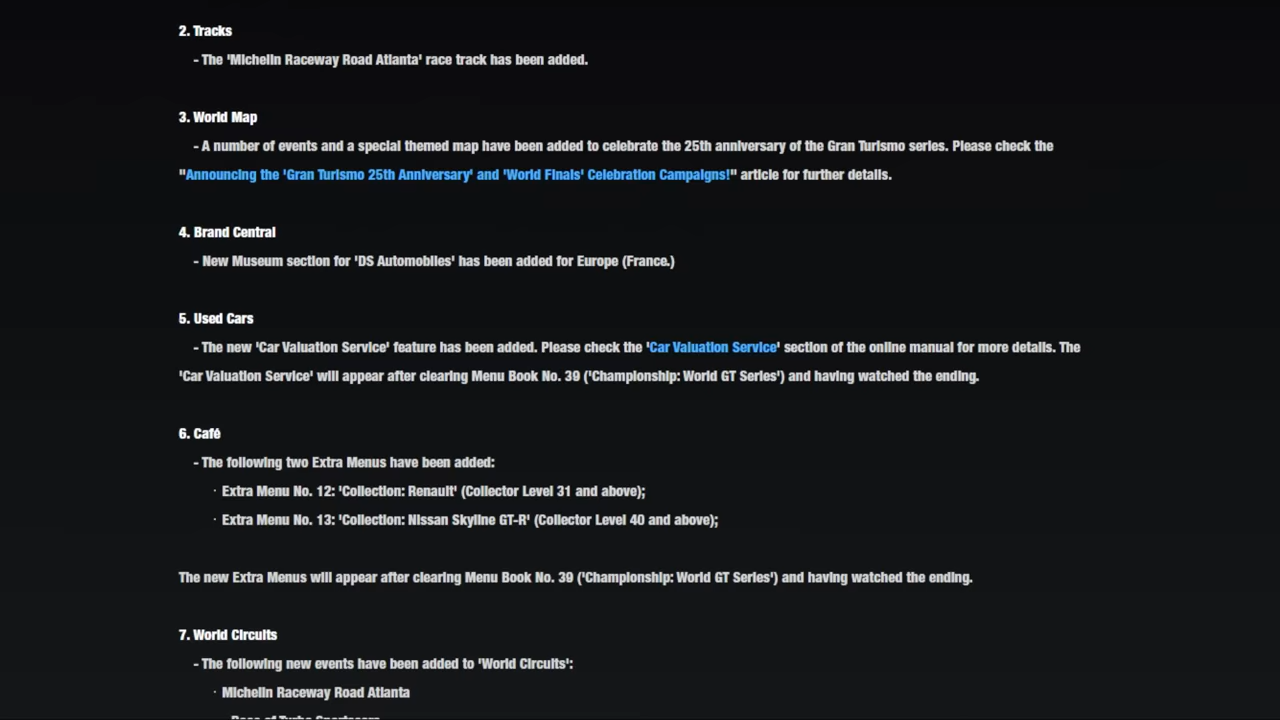 2. Tracks
- The 'Michelin Raceway Road Atlanta' race track has been added.
3. World Map
- A number of events and a special themed map have been added to celebrate the 25th anniversary of the Gran Turismo series. Please check the
"Announcing the 'Gran Turismo 25th Anniversary' and 'World Finals' Celebration Campaigns!" article for further details.
4. Brand Central
- New Museum section for 'DS Automobiles' has been added for Europe (France.)
5. Used Cars
- The new 'Car Valuation Service' feature has been added. Please check the 'Car Valuation Service' section of the online manual for more details. The
'Car Valuation Service' will appear after clearing Menu Book No. 39 ('Championship: World GT Series') and having watched the ending.
6. Café
- The following two Extra Menus have been added:
· Extra Menu No. 12: 'Collection: Renault' (Collector Level 31 and above);
· Extra Menu No. 13: 'Collection: Nissan Skyline GT-R' (Collector Level 40 and above);
The new Extra Menus will appear after clearing Menu Book No. 39 ('Championship: World GT Series') and having watched the ending.
7. World Circuits
- The following new events have been added to 'World Circuits':
· Michelin Raceway Road Atlanta